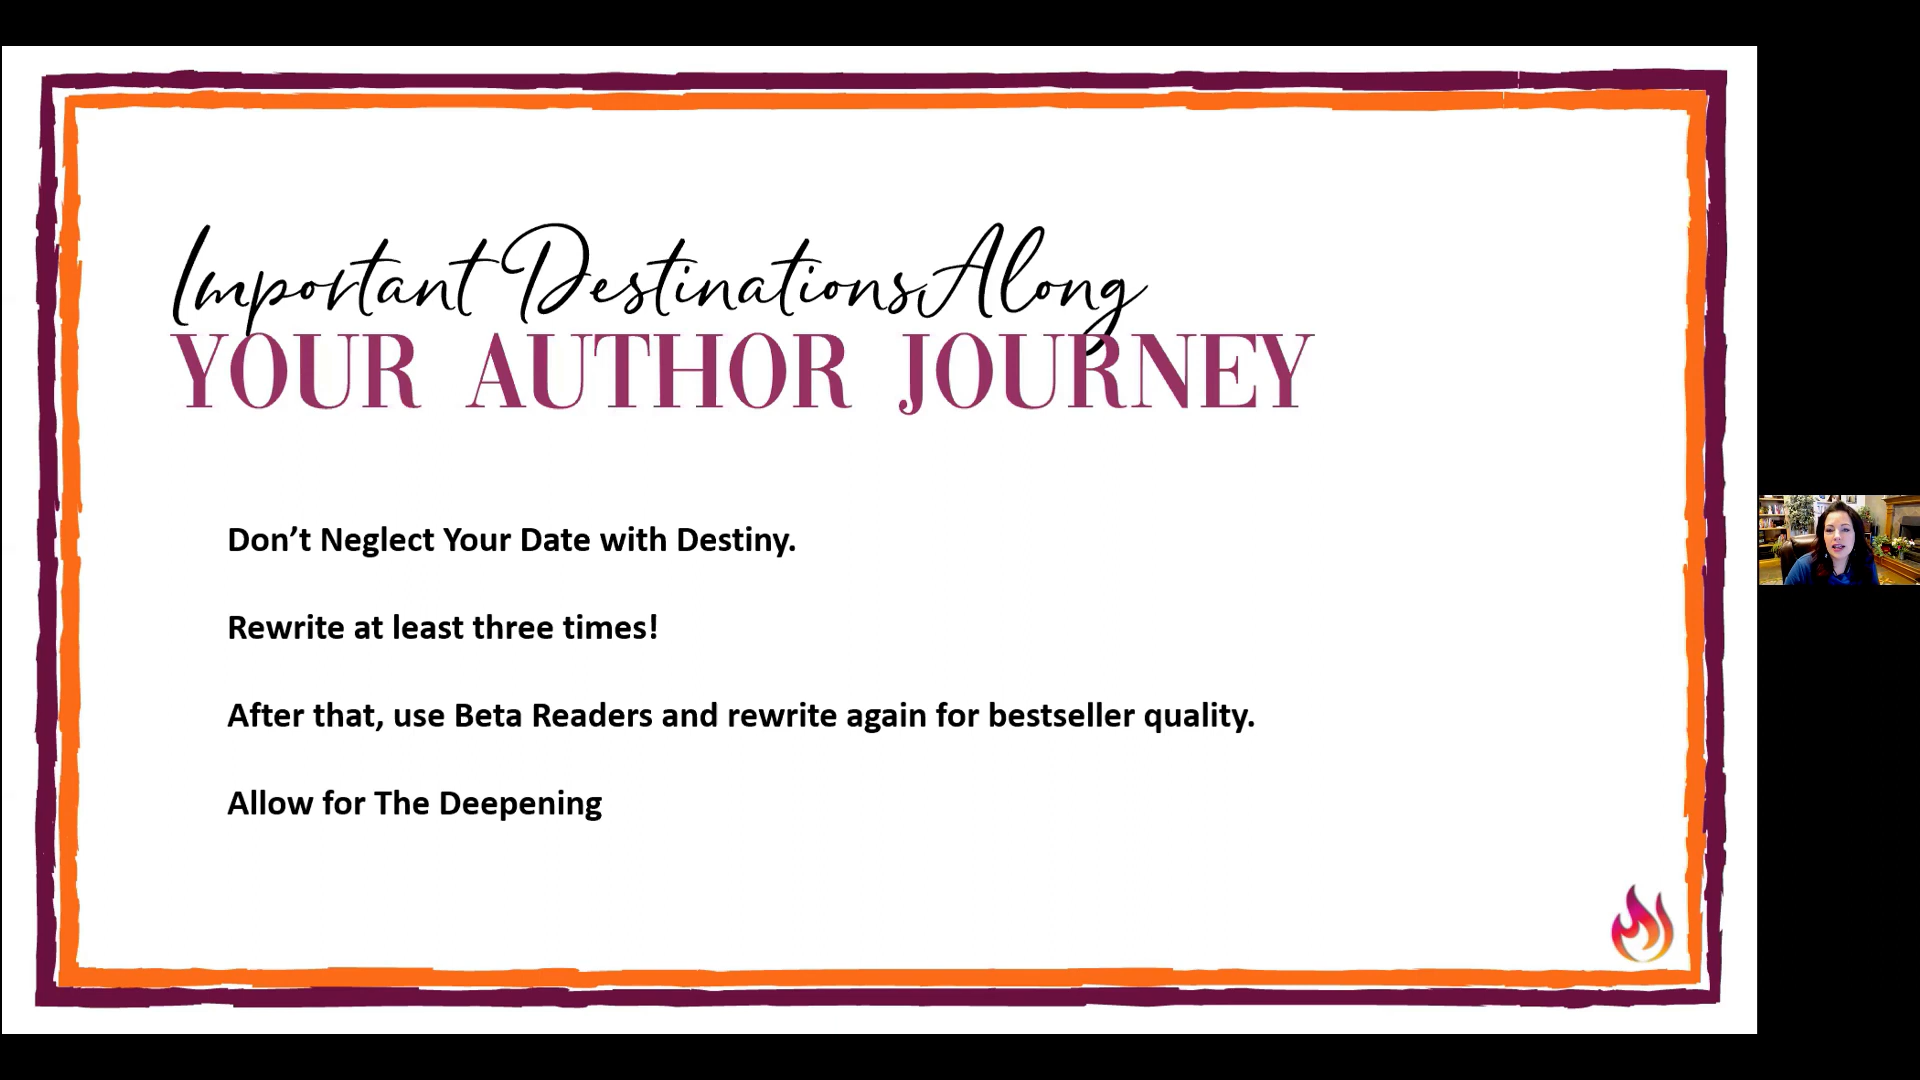 Important Destinations Along
YOUR AUTHOR JOURNEY
Don’t Neglect Your Date with Destiny.
Rewrite at least three times!
After that, use Beta Readers and rewrite again for bestseller quality.
Allow for The Deepening